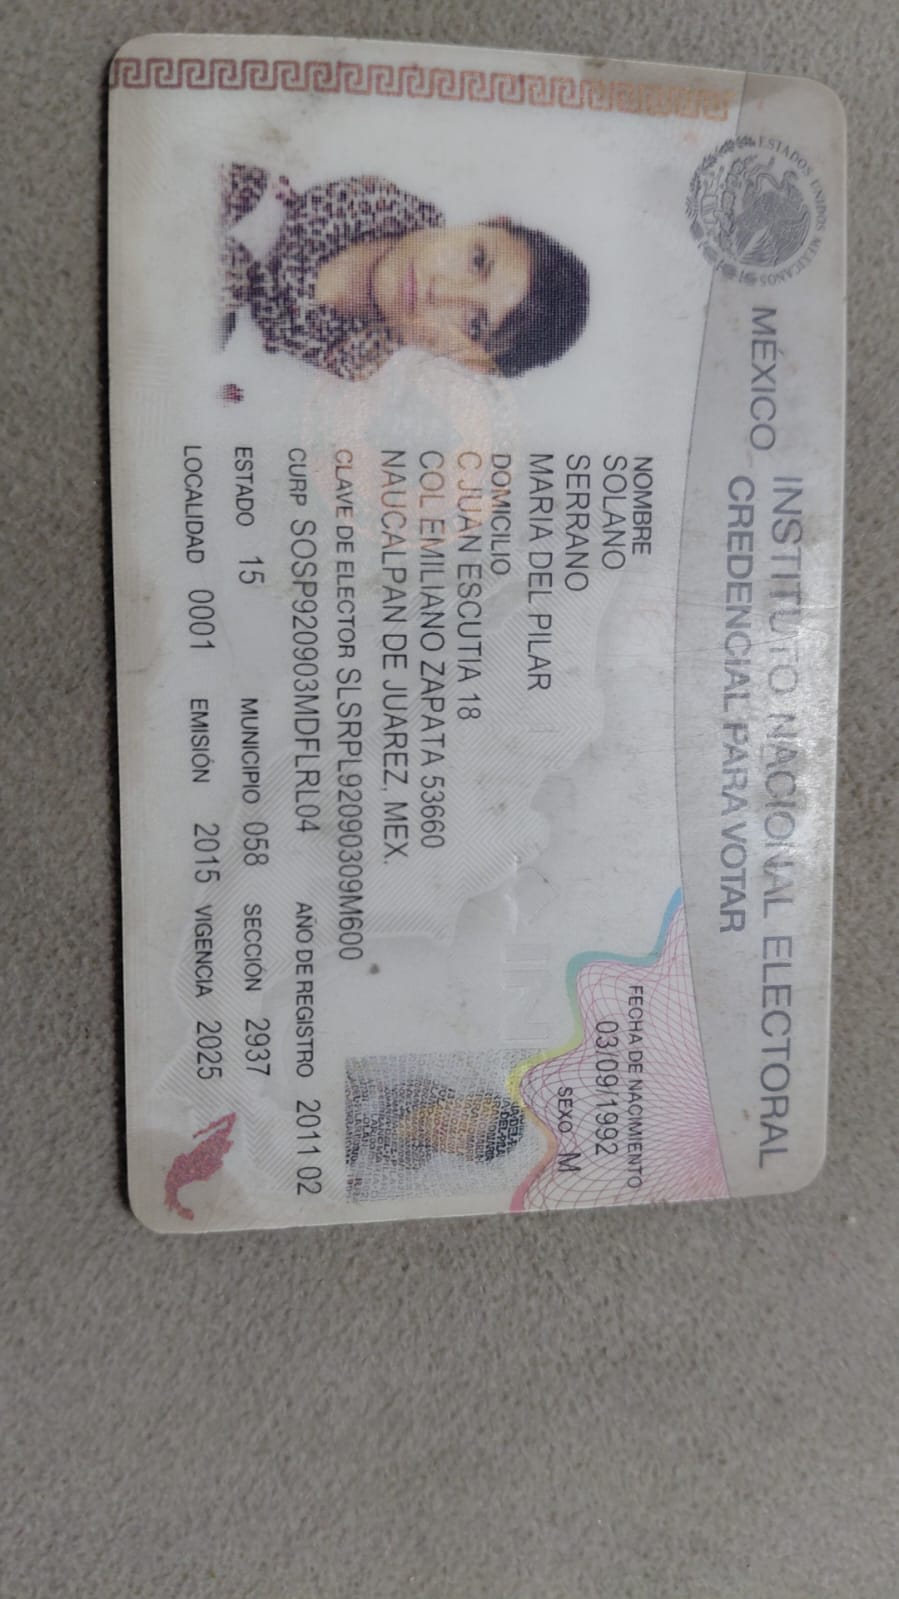 ESTADOS UNIDOS MEXICANOS
INSTITUTO NACIONAL ELECTORAL
MÉXICO CREDENCIAL PARA VOTAR
NOMBRE
SOLANO
SERRANO
MARIA DEL PILAR
FECHA DE NACIMIENTO
03/09/1992
SEXO M
DOMICILIO
C JUAN ESCUTIA 18
COL EMILIANO ZAPATA 53660
NAUCALPAN DE JUAREZ, MEX.
CLAVE DE ELECTOR SLSRPL92090309M600
CURP SOSP920903MDFLRL04 AÑO DE REGISTRO 2011 02
ESTADO 15 MUNICIPIO 058 SECCIÓN 2937
LOCALIDAD 0001 EMISIÓN 2015 VIGENCIA 2025